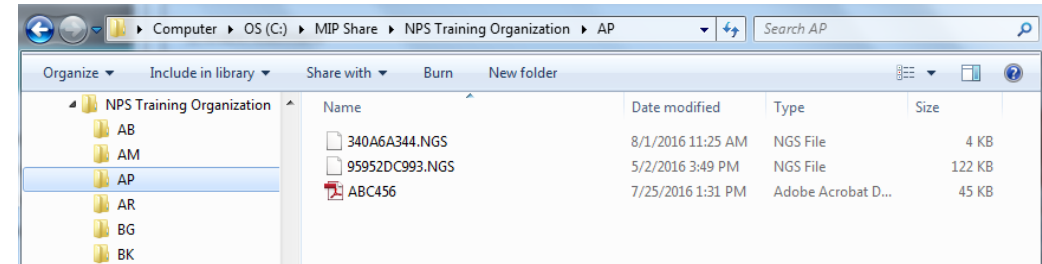 Computer OS (C:) MIP Share NPS Training Organization AP Search AP
Organize Include in library Share with Burn New folder
NPS Training Organization
AB
AM
AP
AR
BG
BK
Name Date modified Type Size
340A6A344.NGS 8/1/2016 11:25 AM NGS File 4 KB
95952DC993.NGS 5/2/2016 3:49 PM NGS File 122 KB
ABC456 7/25/2016 1:31 PM Adobe Acrobat D... 45 KB